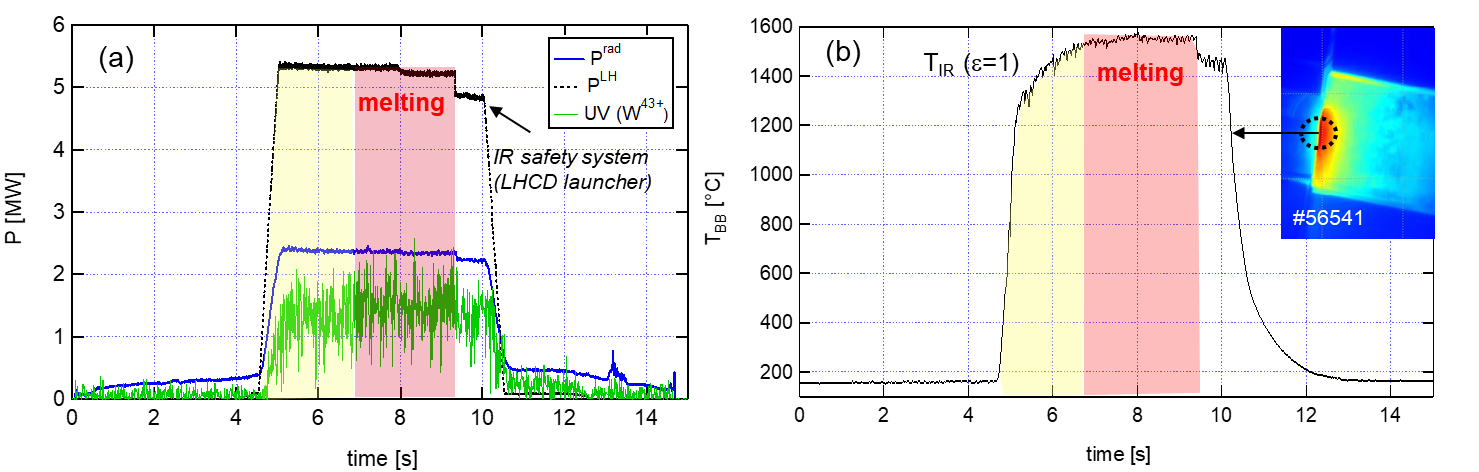 (a)
P [MW]
6
5
4
3
2
1
0
0 2 4 6 8 10 12 14
time [s]
P^rad
P^LH
UV (W^43+)
melting
IR safety system
(LHCD launcher)
(b)
T_BB [°C]
1600
1400
1200
1000
800
600
400
200
0 2 4 6 8 10 12 14
time [s]
T_IR (ε=1)
melting
#56541